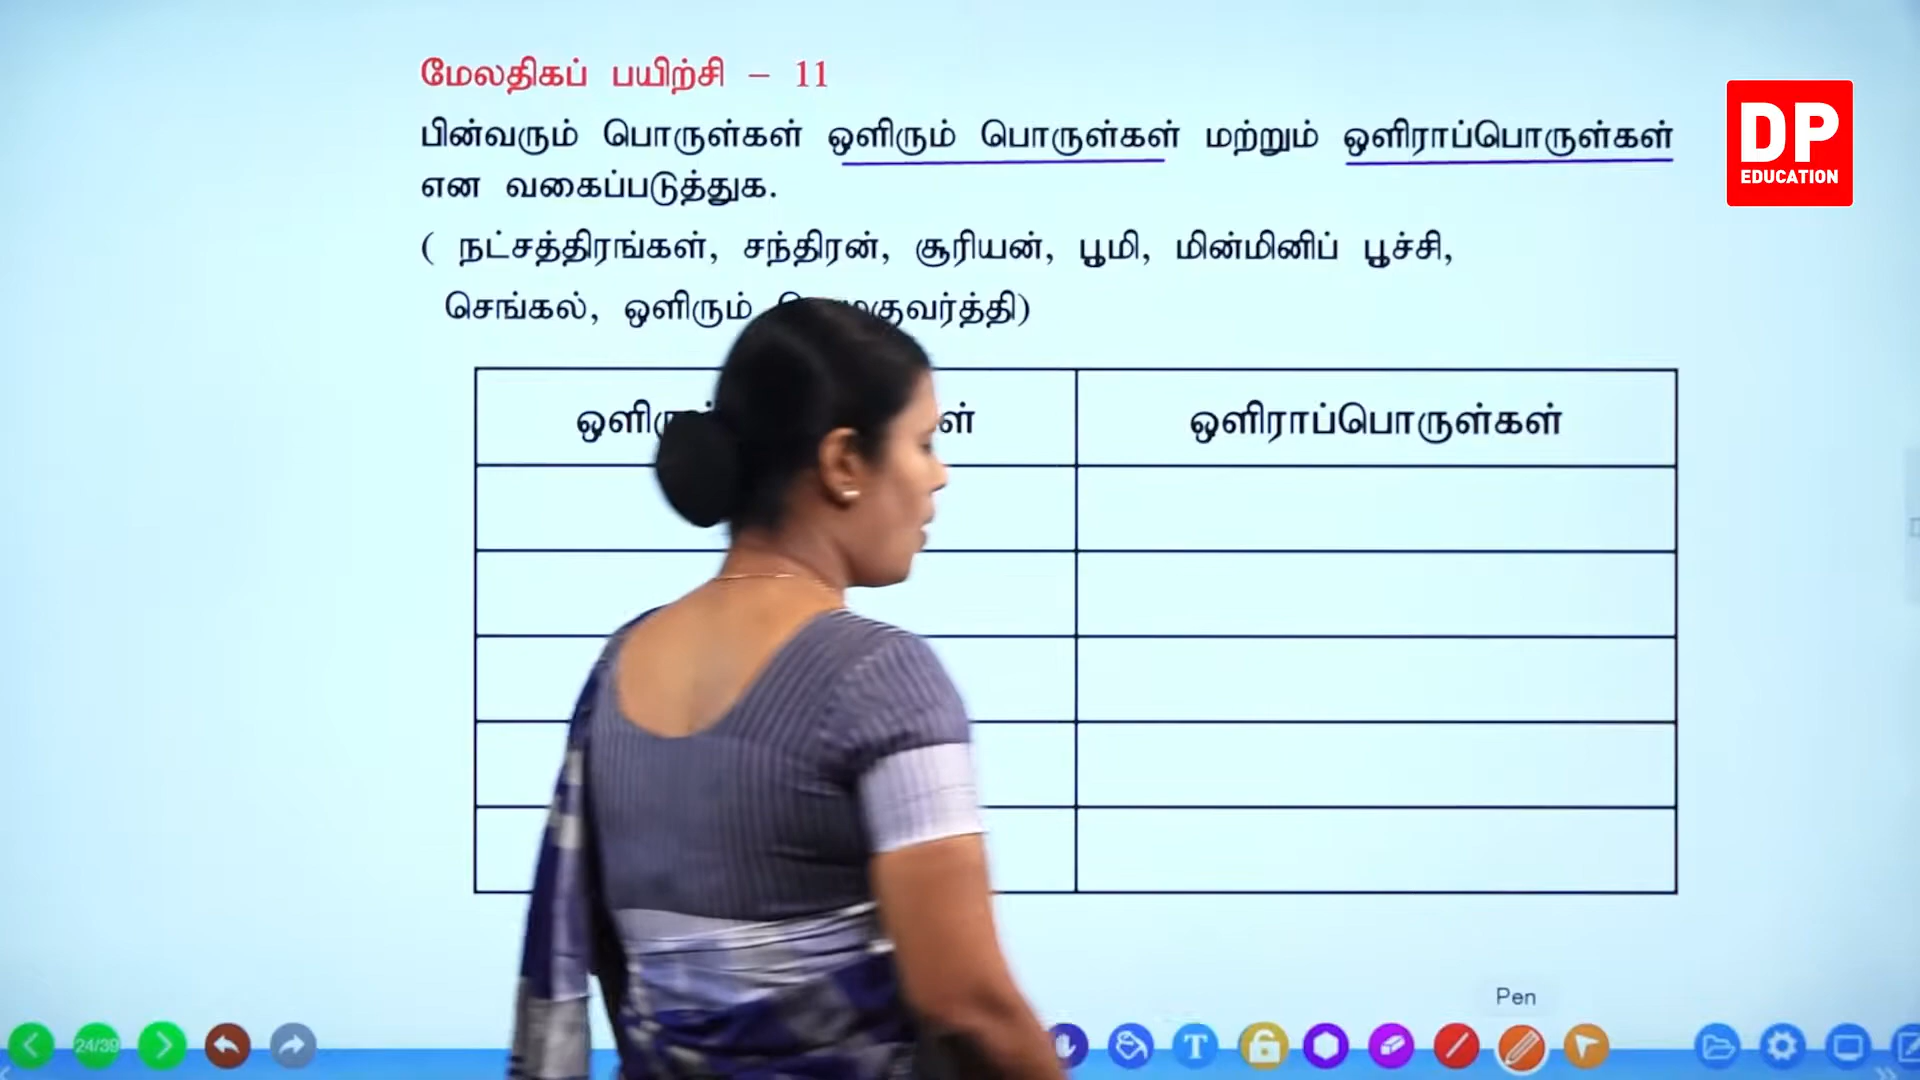 மேலதிகப் பயிற்சி – 11
பின்வரும் பொருள்கள் ஒளிரும் பொருள்கள் மற்றும் ஒளிராப்பொருள்கள்
என வகைப்படுத்துக.
( நட்சத்திரங்கள், சந்திரன், சூரியன், பூமி, மின்மினிப் பூச்சி,
செங்கல், ஒளிரும்
ஒளிராப்பொருள்கள்
DP
EDUCATION
Pen
24/39
T